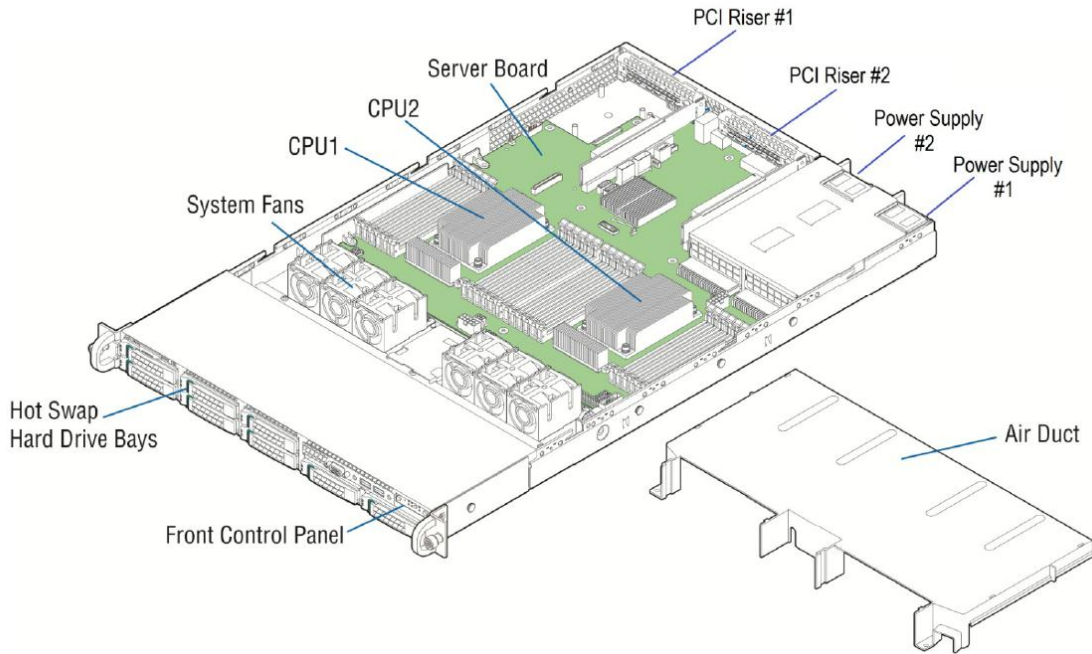 PCI Riser #1
Server Board
PCI Riser #2
CPU2
Power Supply
#2
CPU1
Power Supply
#1
System Fans
Hot Swap
Hard Drive Bays
Air Duct
Front Control Panel